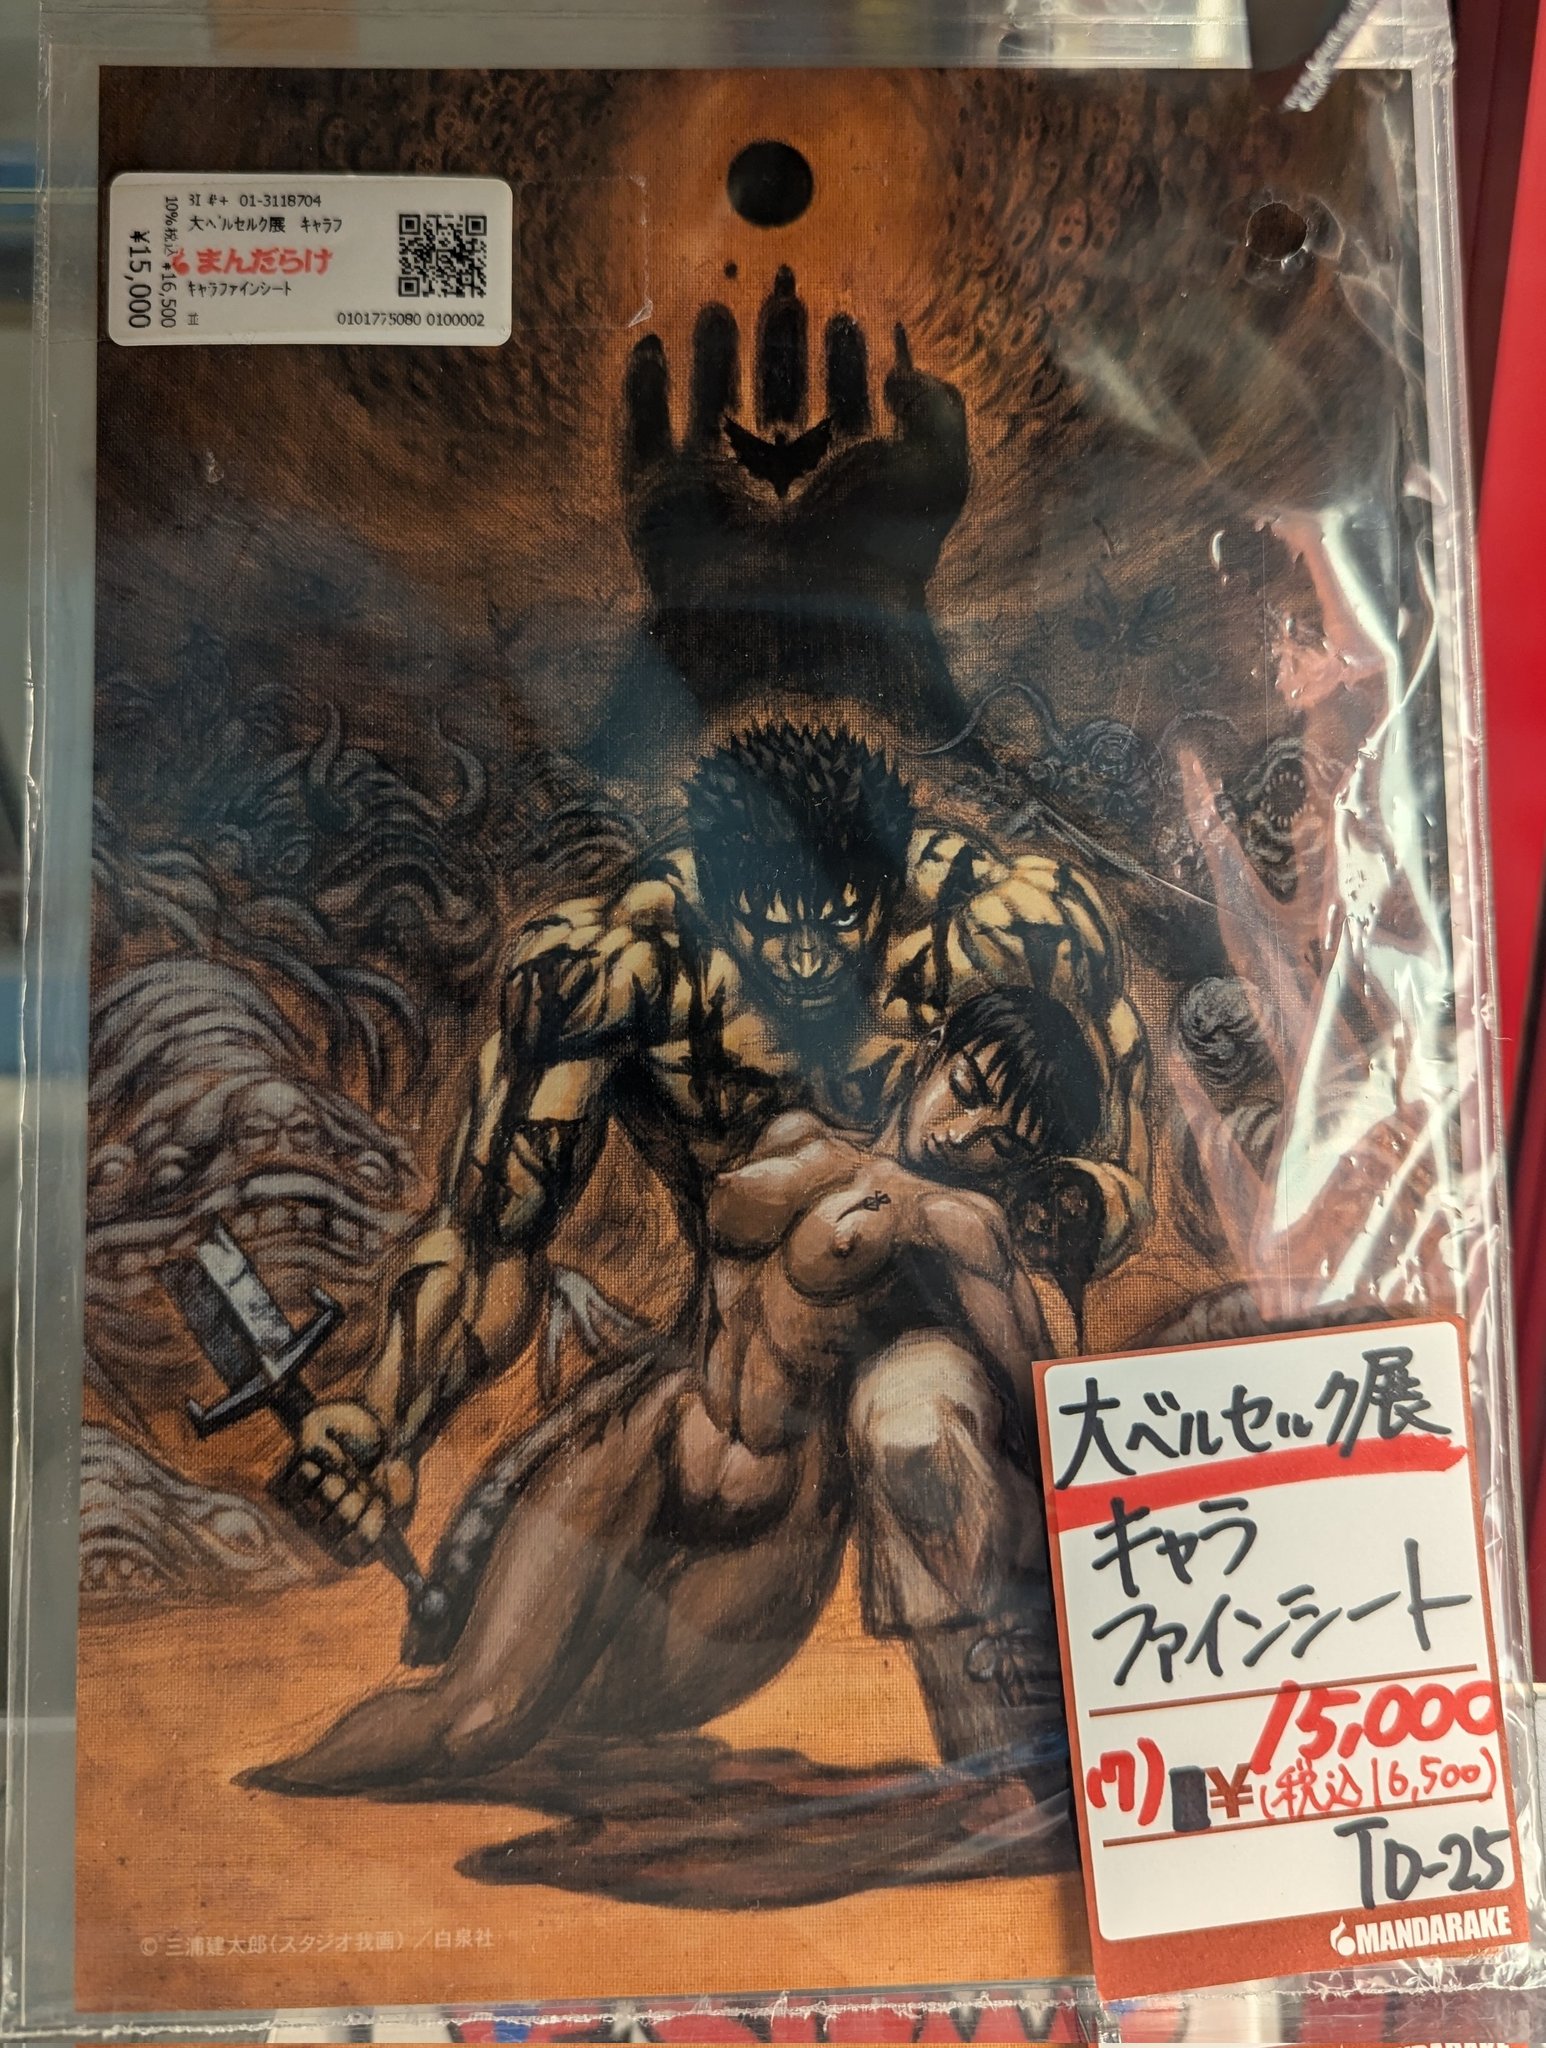 01-3118704
大ベルセルク展 キャラフ
まんだらけ
キャラファインシート
並
0101775080 0100002
10%税込 ¥16,500
¥15,000
大ベルセルク展
キャラ
ファインシート
15,000
¥(税込16,500)
TD-25
MANDARAKE
© 三浦建太郎(スタジオ我画)／白泉社